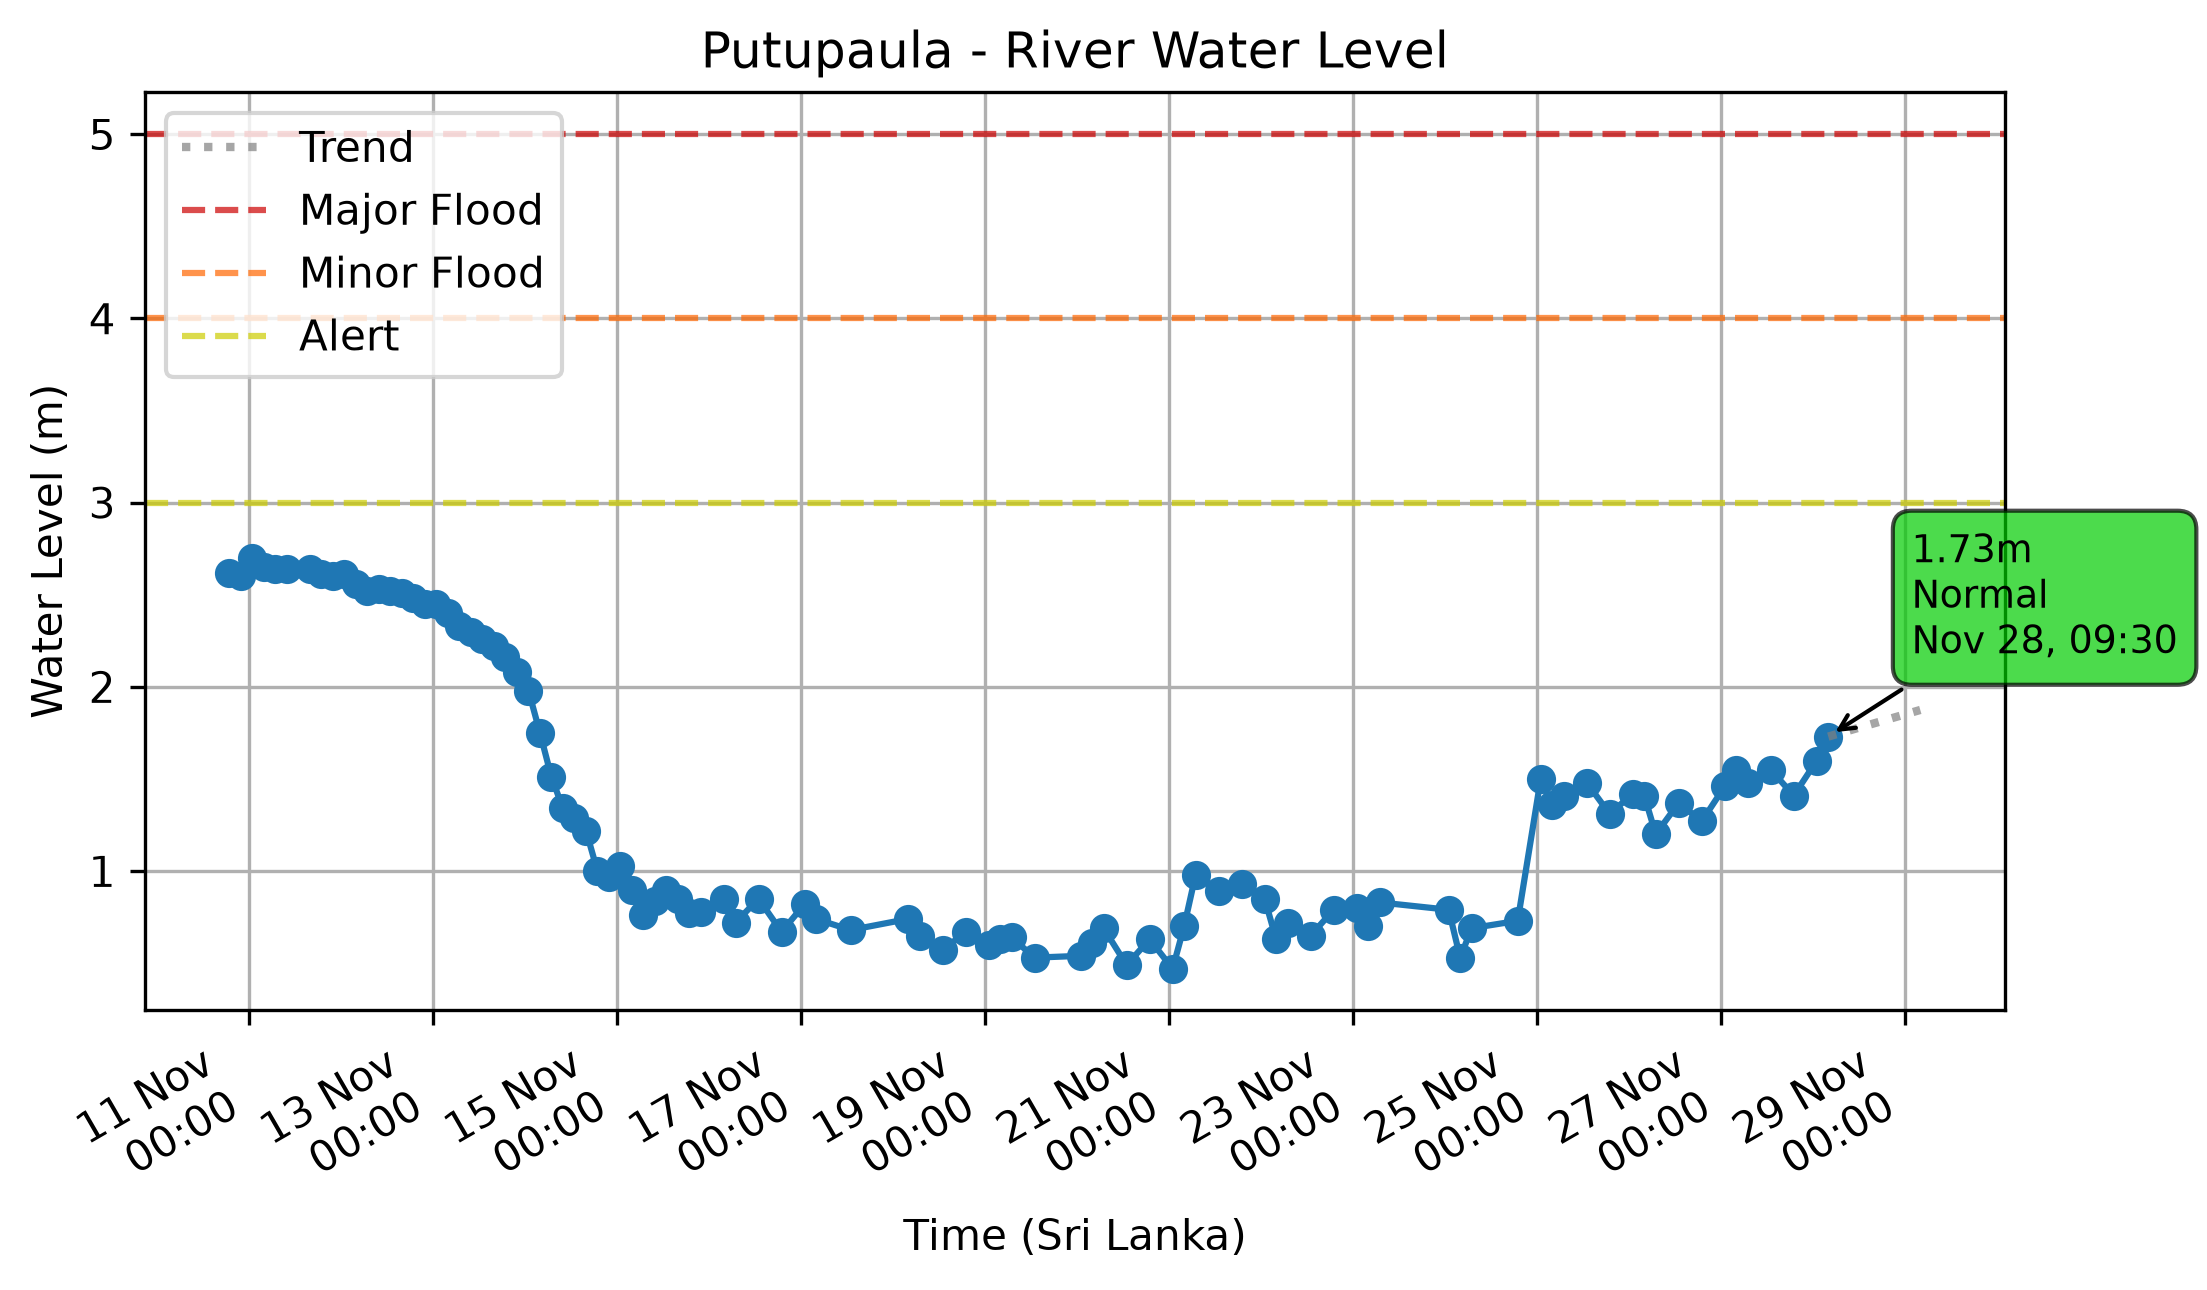 Putupaula - River Water Level
Trend
Major Flood
Minor Flood
Alert
5
4
3
2
1
Water Level (m)
1.73m
Normal
Nov 28, 09:30
11 Nov
00:00
13 Nov
00:00
15 Nov
00:00
17 Nov
00:00
19 Nov
00:00
21 Nov
00:00
23 Nov
00:00
25 Nov
00:00
27 Nov
00:00
29 Nov
00:00
Time (Sri Lanka)